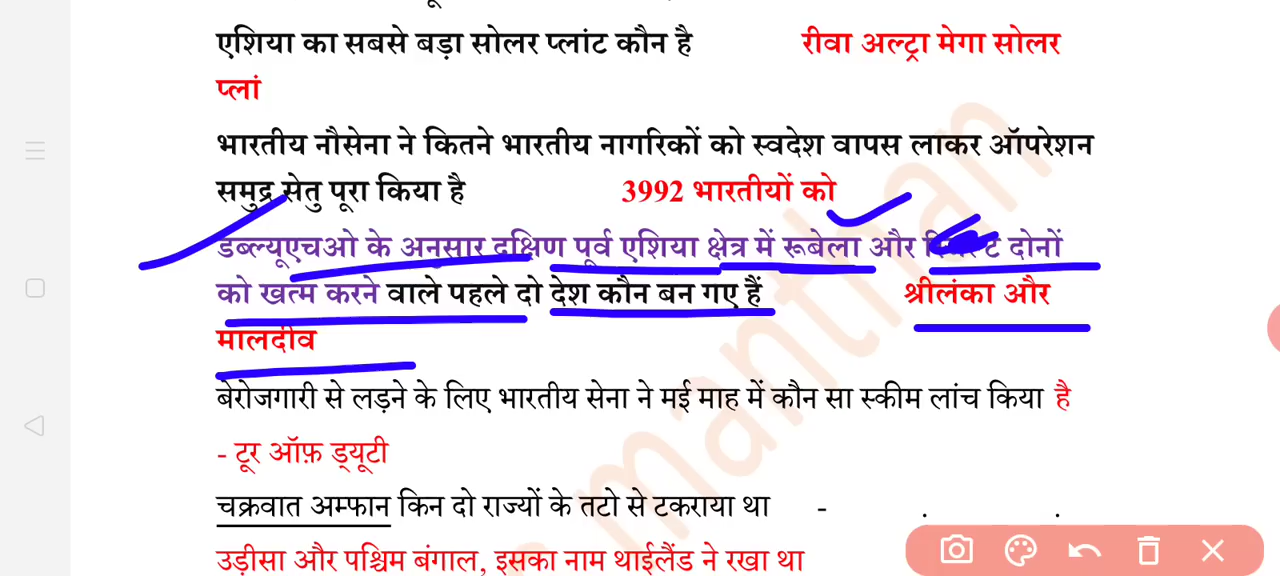 एशिया का सबसे बड़ा सोलर प्लांट कौन है रीवा अल्ट्रा मेगा सोलर
प्लां
भारतीय नौसेना ने कितने भारतीय नागरिकों को स्वदेश वापस लाकर ऑपरेशन
समुद्र सेतु पूरा किया है 3992 भारतीयों को
डब्ल्यूएचओ के अनुसार दक्षिण पूर्व एशिया क्षेत्र में रूबेला और दोनों
को खत्म करने वाले पहले दो देश कौन बन गए हैं श्रीलंका और
मालदीव
बेरोजगारी से लड़ने के लिए भारतीय सेना ने मई माह में कौन सा स्कीम लांच किया है
- टूर ऑफ़ ड्यूटी
चक्रवात अम्फान किन दो राज्यों के तटो से टकराया था -
उड़ीसा और पश्चिम बंगाल, इसका नाम थाईलैंड ने रखा था
manthan